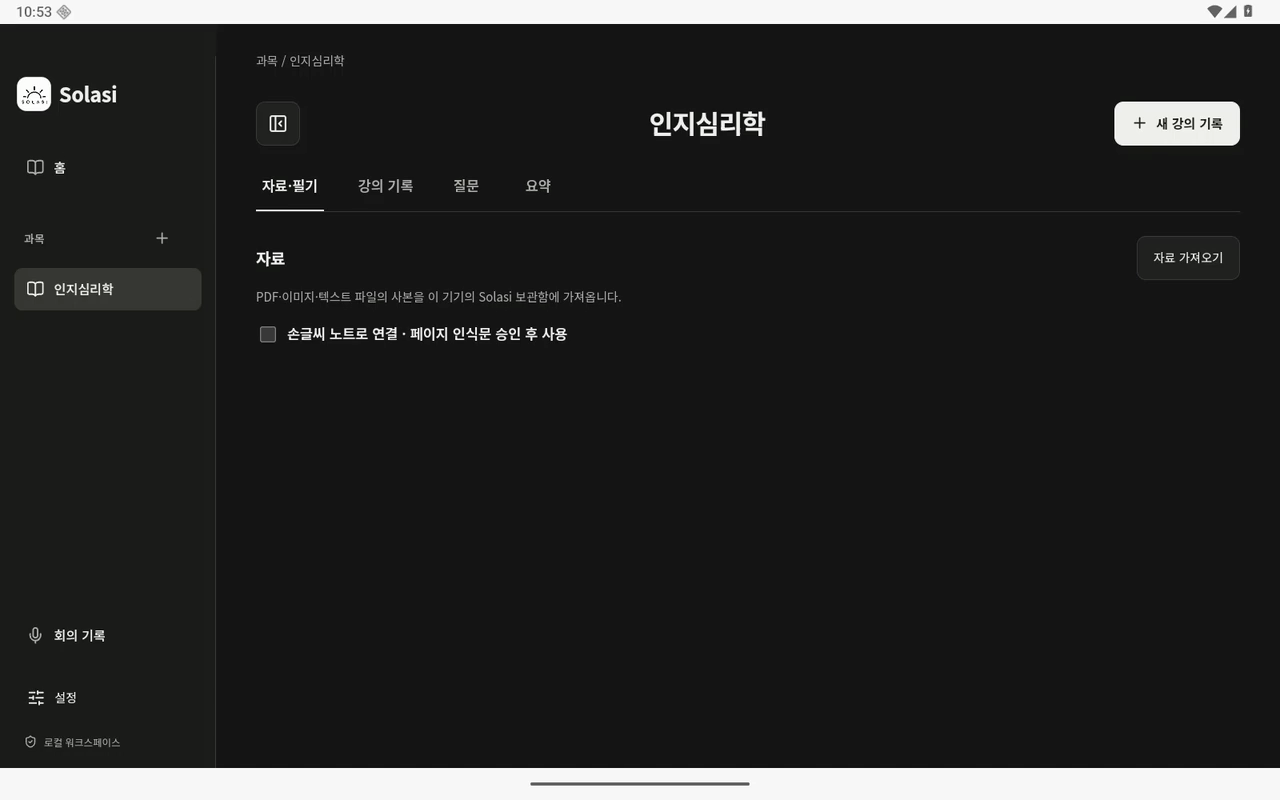 10:53
SOLASI
Solasi
홈
과목
인지심리학
회의 기록
설정
로컬 워크스페이스
과목 / 인지심리학
인지심리학
새 강의 기록
자료·필기
강의 기록
질문
요약
자료
자료 가져오기
PDF·이미지·텍스트 파일의 사본을 이 기기의 Solasi 보관함에 가져옵니다.
손글씨 노트로 연결 · 페이지 인식문 승인 후 사용